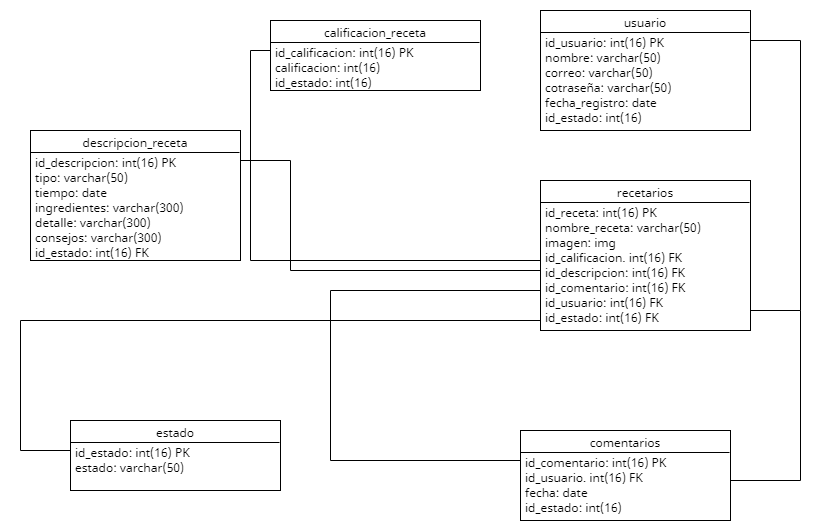 calificacion_receta
id_calificacion: int(16) PK
calificacion: int(16)
id_estado: int(16)
usuario
id_usuario: int(16) PK
nombre: varchar(50)
correo: varchar(50)
cotraseña: varchar(50)
fecha_registro: date
id_estado: int(16)
descripcion_receta
id_descripcion: int(16) PK
tipo: varchar(50)
tiempo: date
ingredientes: varchar(300)
detalle: varchar(300)
consejos: varchar(300)
id_estado: int(16) FK
recetarios
id_receta: int(16) PK
nombre_receta: varchar(50)
imagen: img
id_calificacion. int(16) FK
id_descripcion: int(16) FK
id_comentario: int(16) FK
id_usuario: int(16) FK
id_estado: int(16) FK
estado
id_estado: int(16) PK
estado: varchar(50)
comentarios
id_comentario: int(16) PK
id_usuario. int(16) FK
fecha: date
id_estado: int(16)